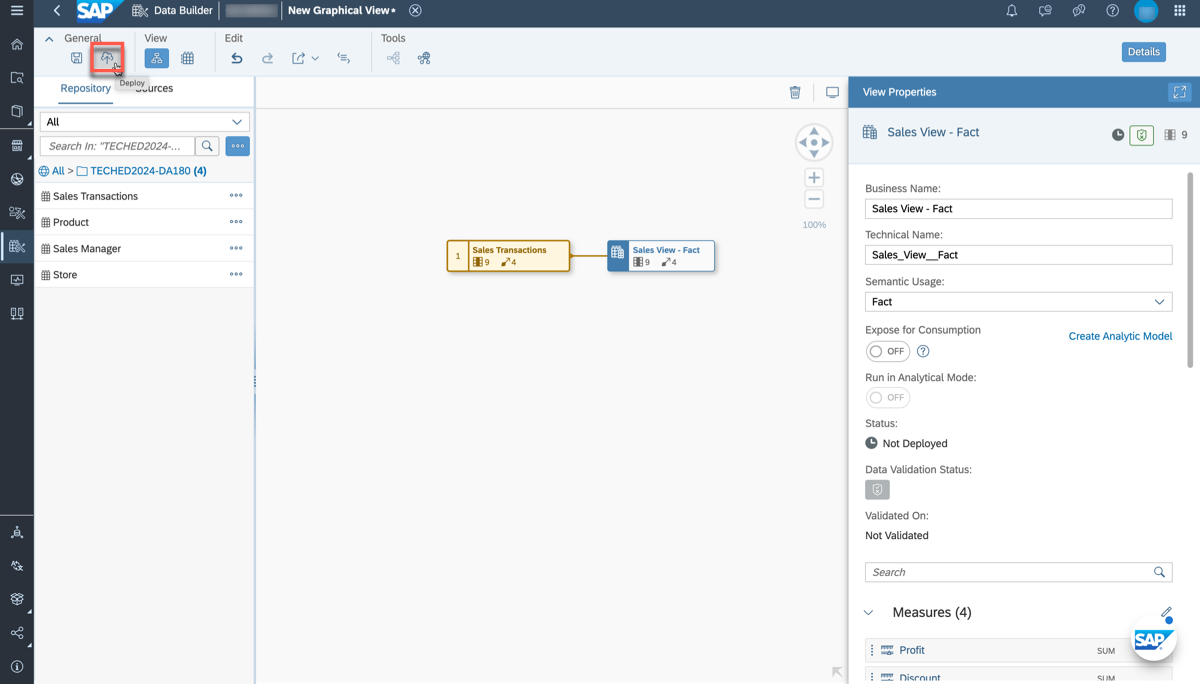 SAP
Data Builder
New Graphical View*
General
View
Edit
Tools
Details
Deploy
Repository
Sources
All
Search In: "TECHED2024-...
All > TECHED2024-DA180 (4)
Sales Transactions
Product
Sales Manager
Store
100%
1
Sales Transactions
9
4
Sales View - Fact
9
4
View Properties
Sales View - Fact
9
Business Name:
Sales View - Fact
Technical Name:
Sales_View__Fact
Semantic Usage:
Fact
Expose for Consumption
Create Analytic Model
OFF
Run in Analytical Mode:
OFF
Status:
Not Deployed
Data Validation Status:
Validated On:
Not Validated
Search
Measures (4)
Profit
SUM
SAP
Discount
SUM